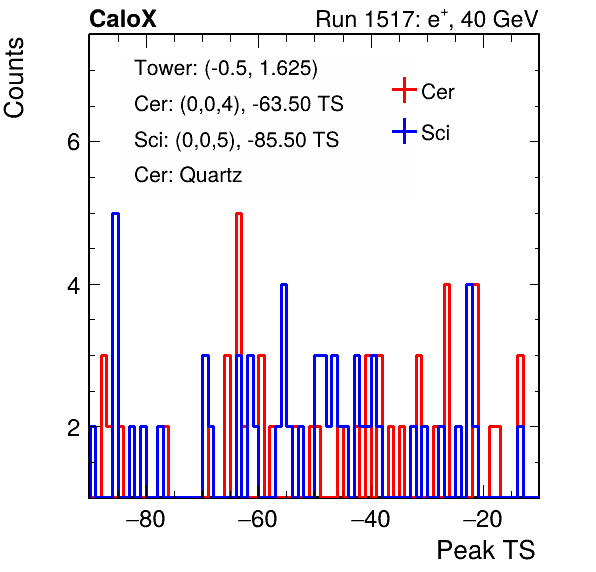 CaloX Run 1517: e⁺, 40 GeV
Counts
Tower: (-0.5, 1.625)
Cer: (0,0,4), -63.50 TS
Sci: (0,0,5), -85.50 TS
Cer: Quartz
Cer
Sci
6
4
2
−80 −60 −40 −20
Peak TS